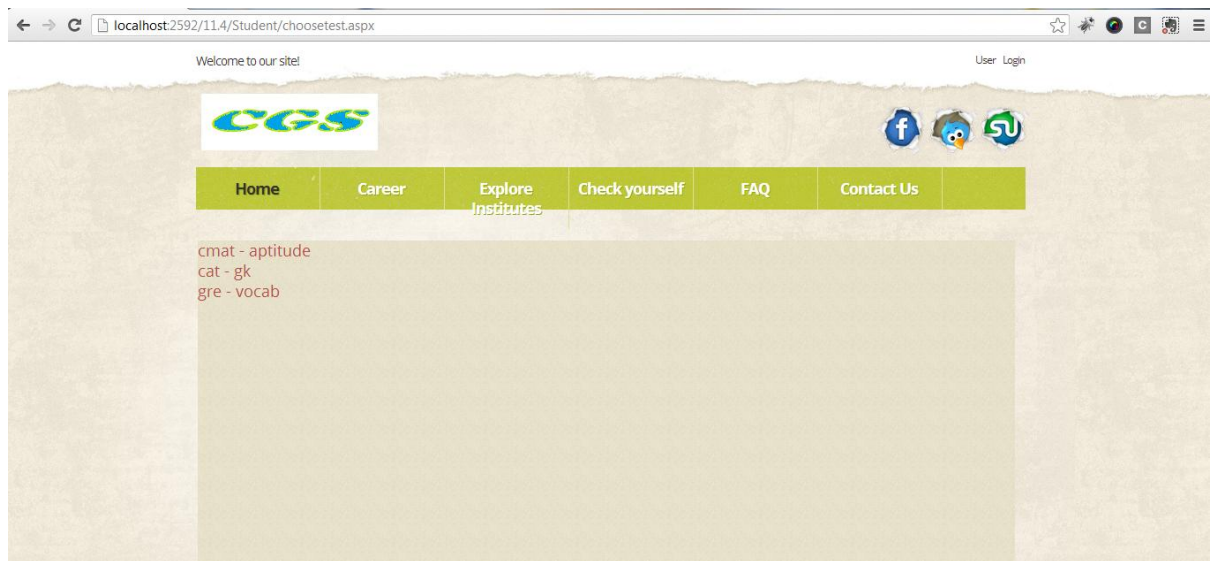 localhost:2592/11.4/Student/choosetest.aspx
Welcome to our site!
User Login
CGS
Home Career Explore Institutes Check yourself FAQ Contact Us
cmat - aptitude
cat - gk
gre - vocab